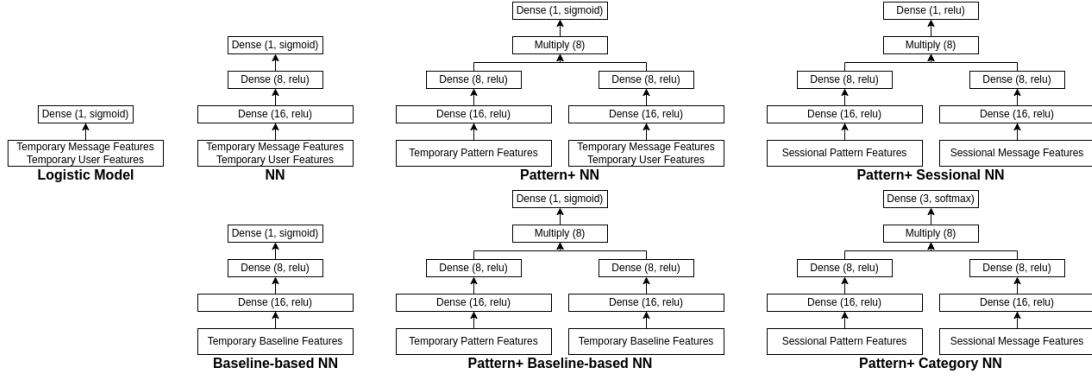 Dense (1, sigmoid)
Temporary Message Features
Temporary User Features
Logistic Model
Dense (1, sigmoid)
Dense (8, relu)
Dense (16, relu)
Temporary Message Features
Temporary User Features
NN
Dense (1, sigmoid)
Multiply (8)
Dense (8, relu)
Dense (8, relu)
Dense (16, relu)
Dense (16, relu)
Temporary Pattern Features
Temporary Message Features
Temporary User Features
Pattern+ NN
Dense (1, relu)
Multiply (8)
Dense (8, relu)
Dense (8, relu)
Dense (16, relu)
Dense (16, relu)
Sessional Pattern Features
Sessional Message Features
Pattern+ Sessional NN
Dense (1, sigmoid)
Dense (8, relu)
Dense (16, relu)
Temporary Baseline Features
Baseline-based NN
Dense (1, sigmoid)
Multiply (8)
Dense (8, relu)
Dense (8, relu)
Dense (16, relu)
Dense (16, relu)
Temporary Pattern Features
Temporary Baseline Features
Pattern+ Baseline-based NN
Dense (3, softmax)
Multiply (8)
Dense (8, relu)
Dense (8, relu)
Dense (16, relu)
Dense (16, relu)
Sessional Pattern Features
Sessional Message Features
Pattern+ Category NN